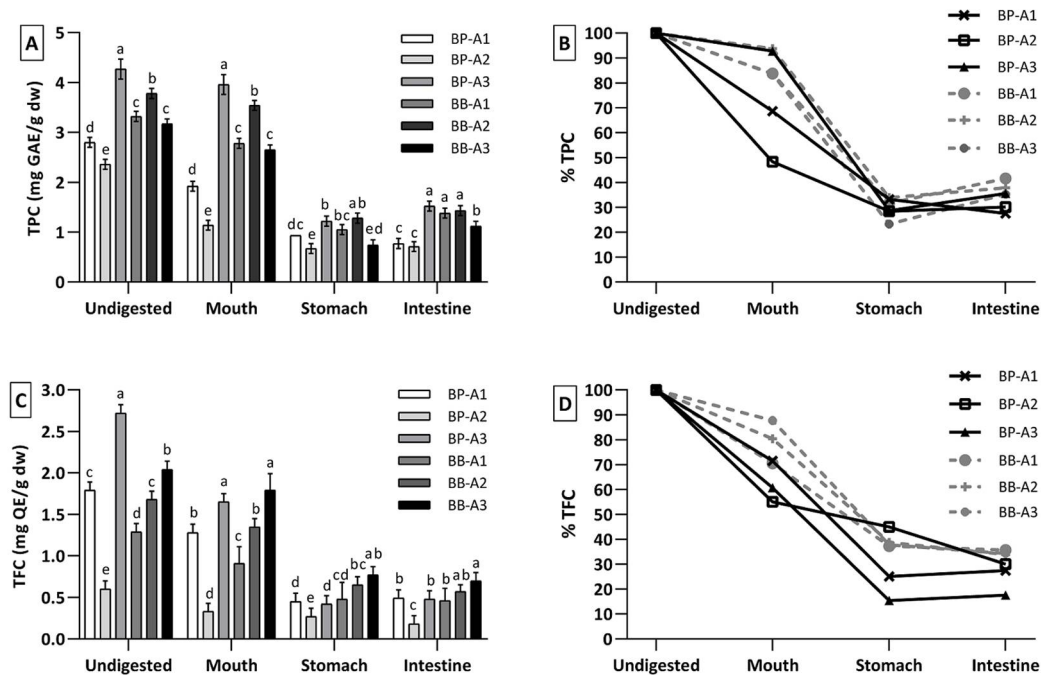 A
TPC (mg GAE/g dw)
5
4
3
2
1
0
d e a c b c
d e a c b c
dc e b bc ab ed
c c a a a b
Undigested Mouth Stomach Intestine
BP-A1
BP-A2
BP-A3
BB-A1
BB-A2
BB-A3
B
% TPC
100
90
80
70
60
50
40
30
20
10
0
Undigested Mouth Stomach Intestine
BP-A1
BP-A2
BP-A3
BB-A1
BB-A2
BB-A3
C
TFC (mg QE/g dw)
3.0
2.5
2.0
1.5
1.0
0.5
0.0
c e a d c b
b d a c b a
d e d cd bc ab
b c b b ab a
Undigested Mouth Stomach Intestine
BP-A1
BP-A2
BP-A3
BB-A1
BB-A2
BB-A3
D
% TFC
100
90
80
70
60
50
40
30
20
10
0
Undigested Mouth Stomach Intestine
BP-A1
BP-A2
BP-A3
BB-A1
BB-A2
BB-A3